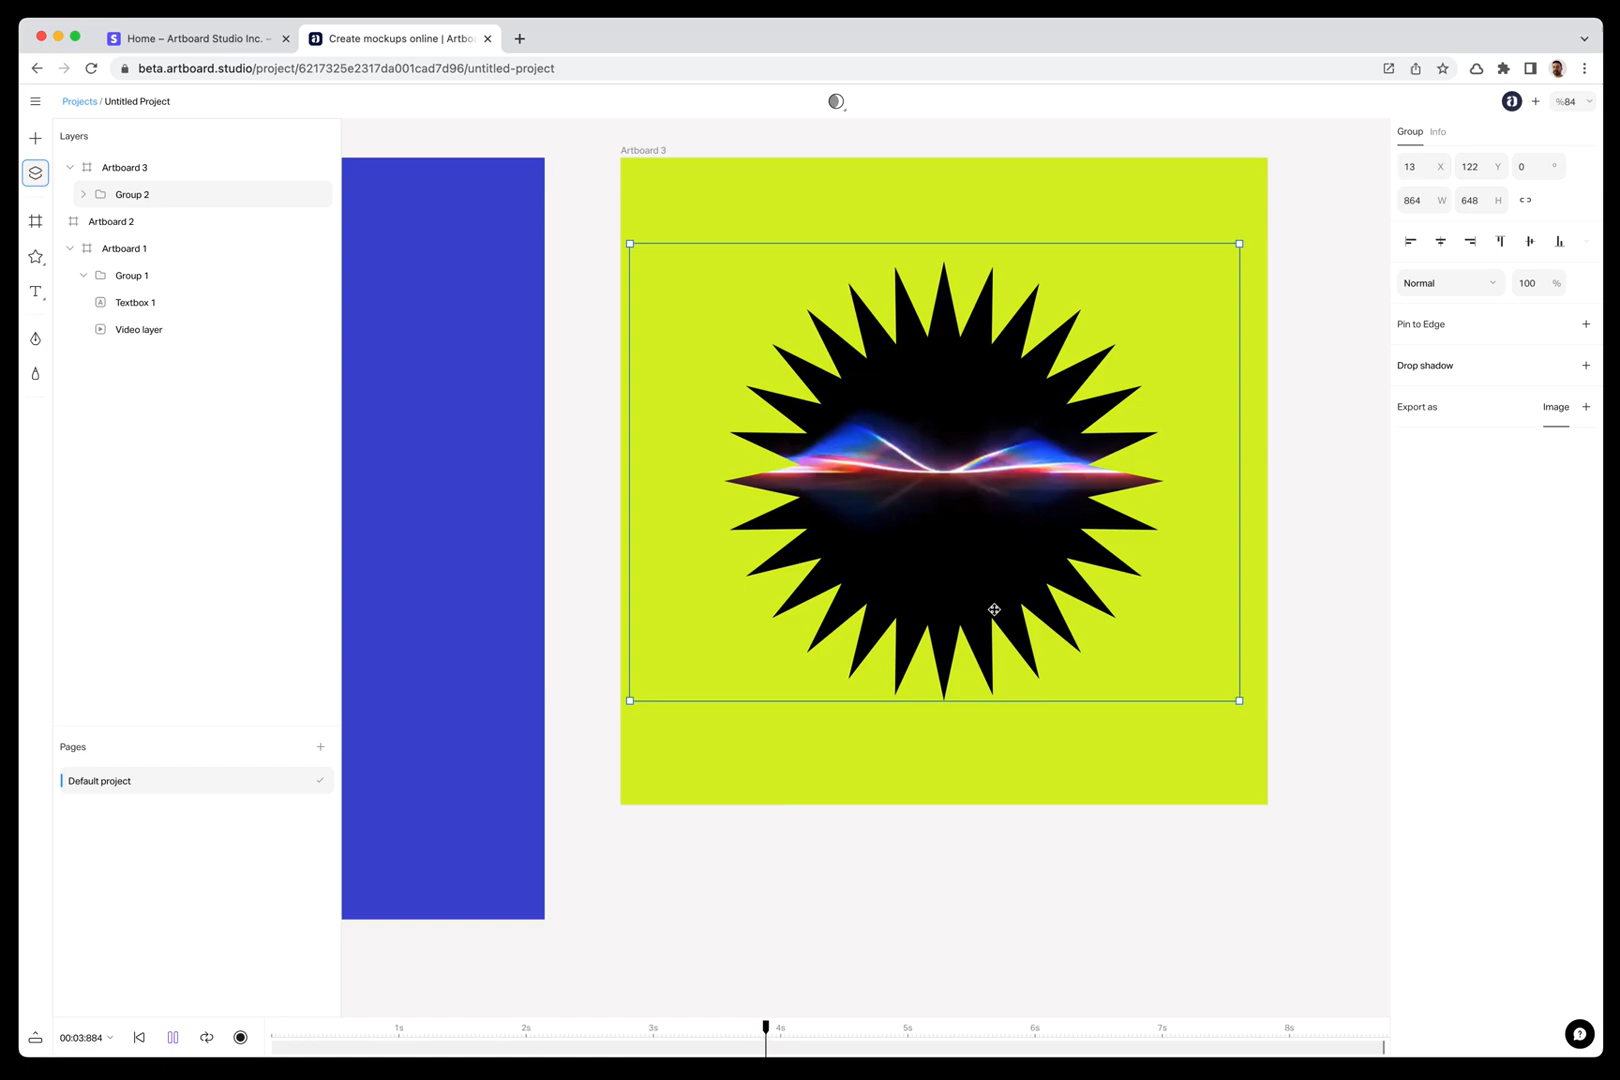 Home – Artboard Studio Inc. –
Create mockups online | Artbo
beta.artboard.studio/project/6217325e2317da001cad7d96/untitled-project
Projects / Untitled Project
%84
Layers
Artboard 3
Group 2
Artboard 2
Artboard 1
Group 1
Textbox 1
Video layer
Pages
Default project
Artboard 3
Group Info
13 X 122 Y 0 °
864 W 648 H
Normal 100 %
Pin to Edge
Drop shadow
Export as Image
00:03:884
1s 2s 3s 4s 5s 6s 7s 8s